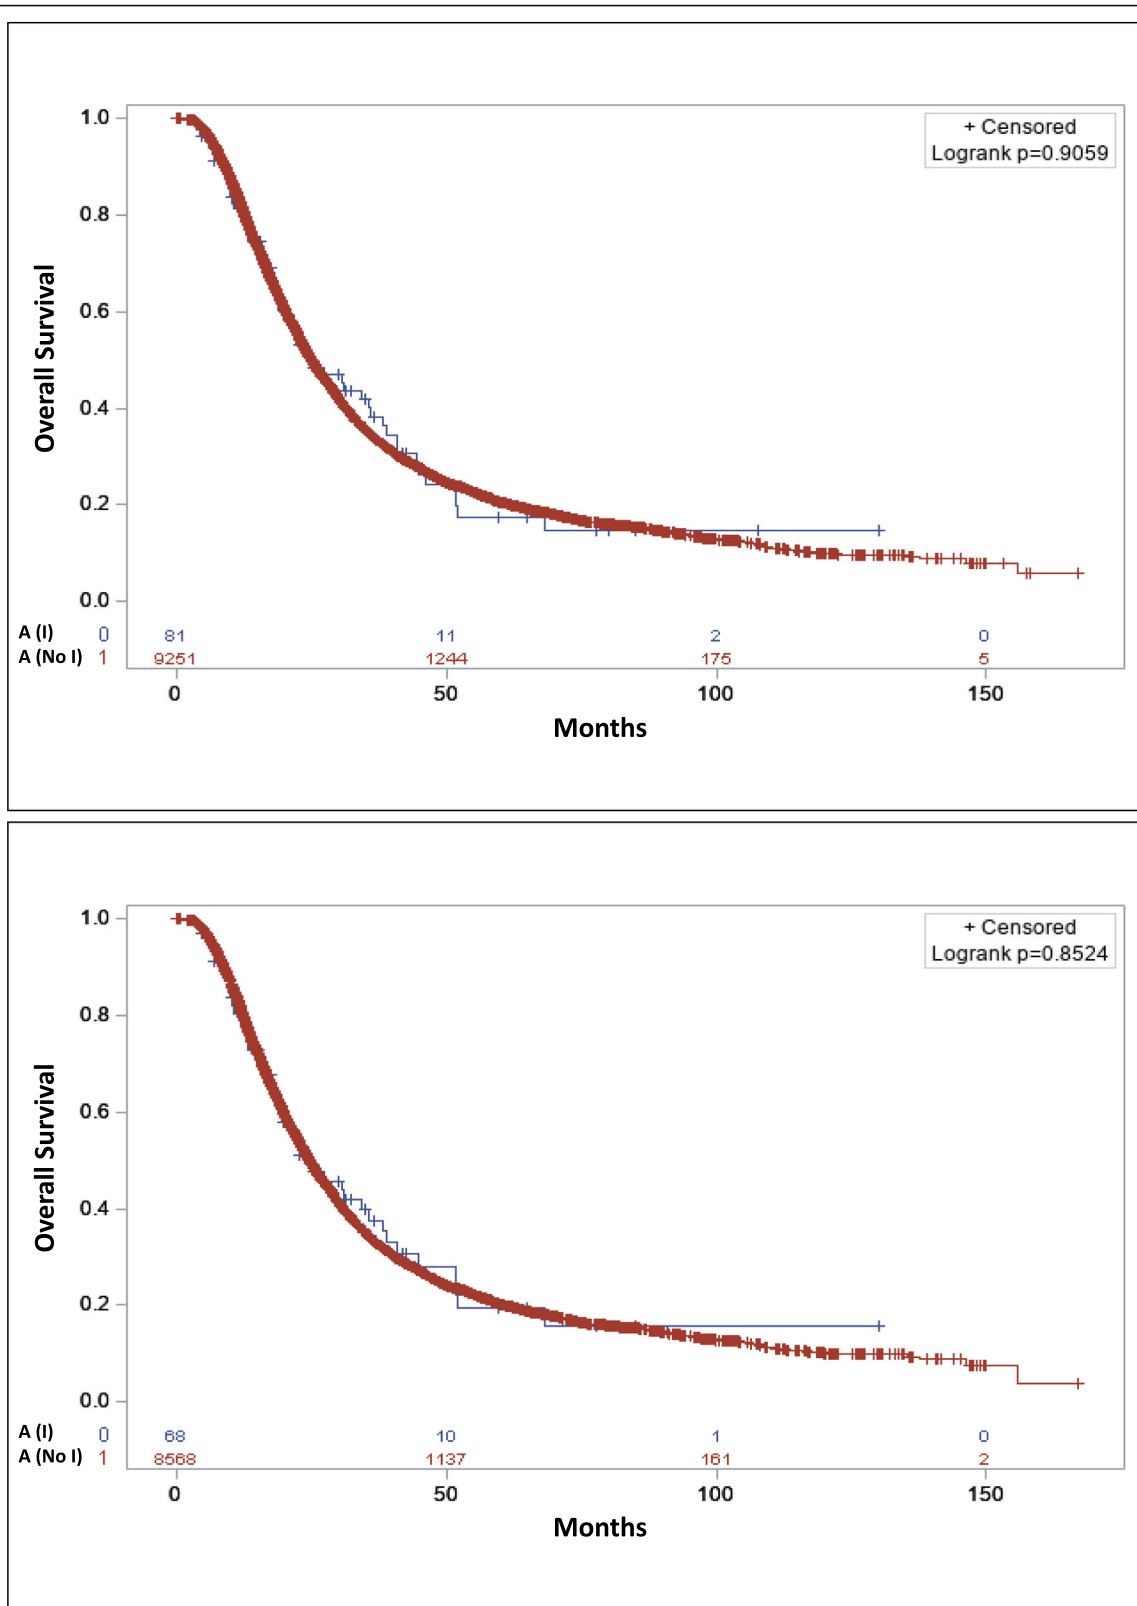 1.0
+ Censored
Logrank p=0.9059
0.8
0.6
Overall Survival
0.4
0.2
0.0
A (I) 0 81 11 2 0
A (No I) 1 9251 1244 175 5
0 50 100 150
Months
1.0
+ Censored
Logrank p=0.8524
0.8
0.6
Overall Survival
0.4
0.2
0.0
A (I) 0 68 10 1 0
A (No I) 1 8568 1137 161 2
0 50 100 150
Months